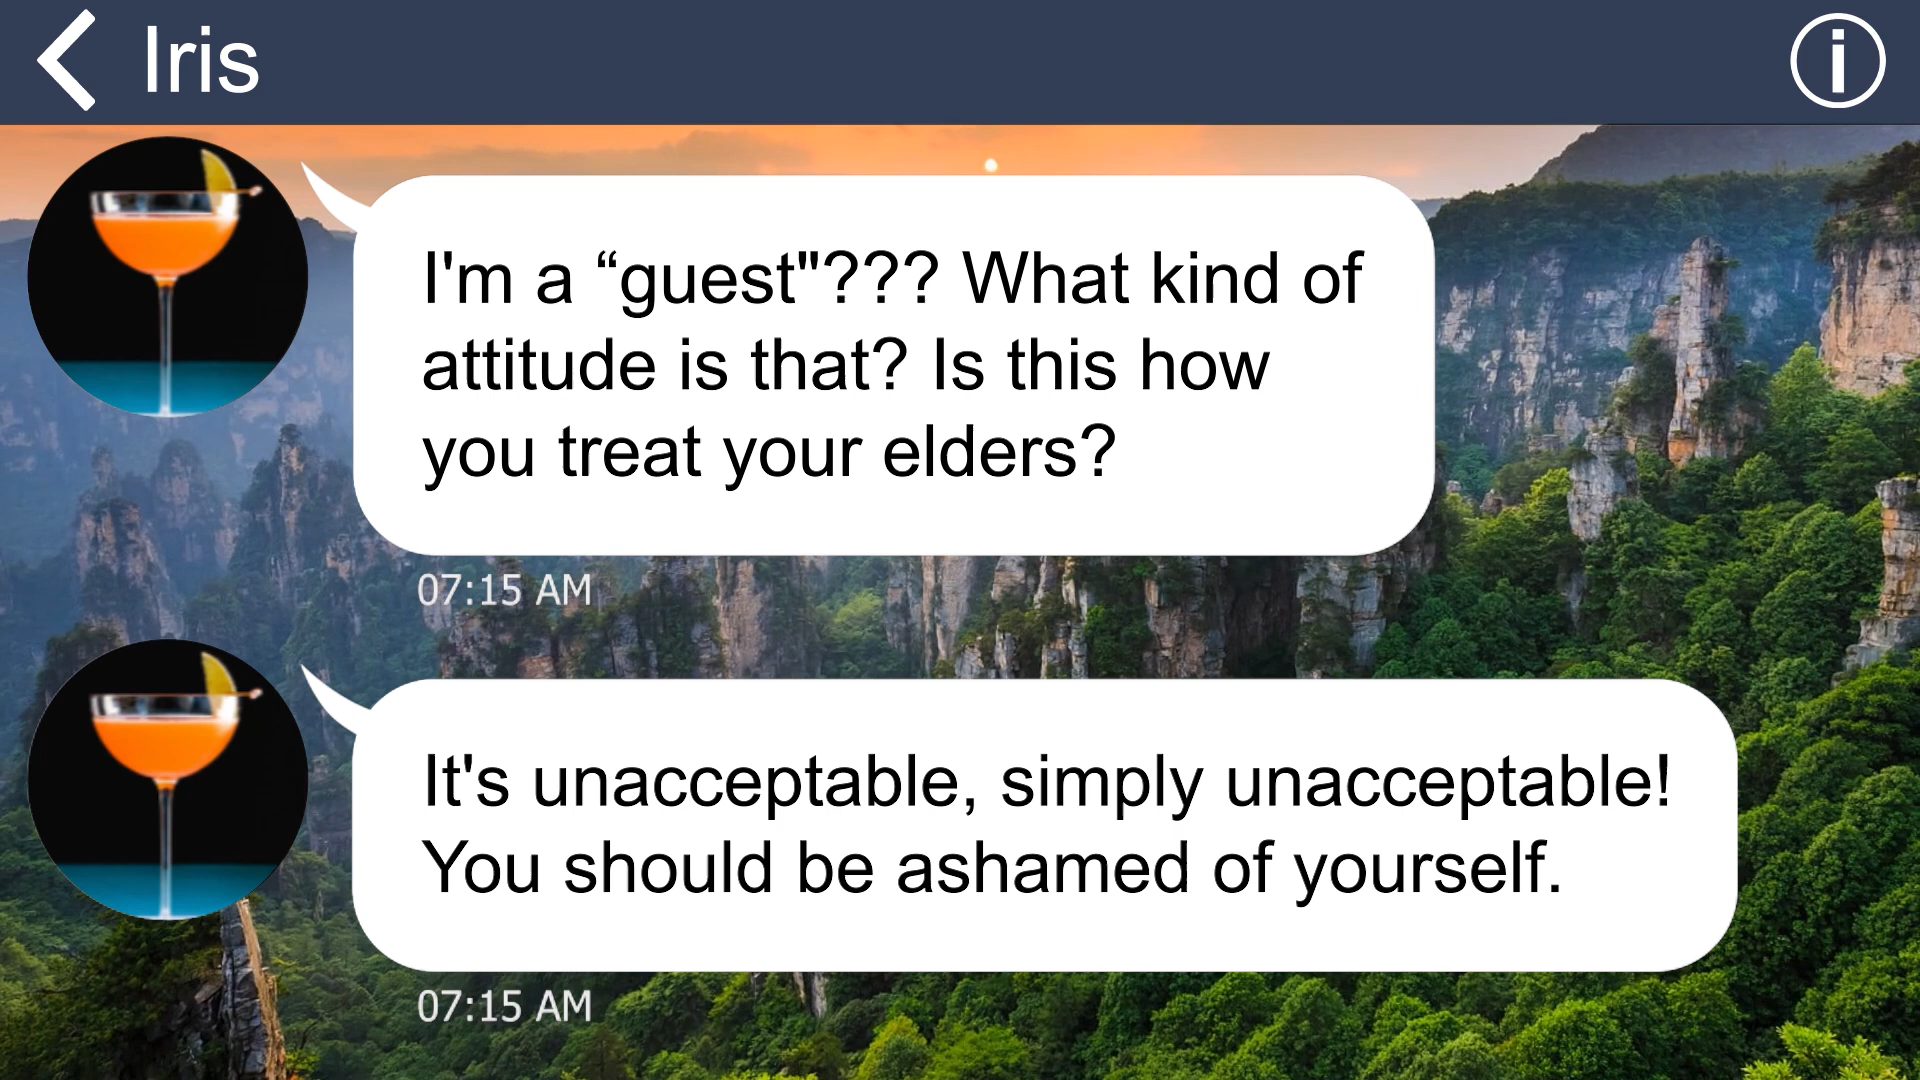 Iris
I'm a “guest"??? What kind of
attitude is that? Is this how
you treat your elders?
07:15 AM
It's unacceptable, simply unacceptable!
You should be ashamed of yourself.
07:15 AM